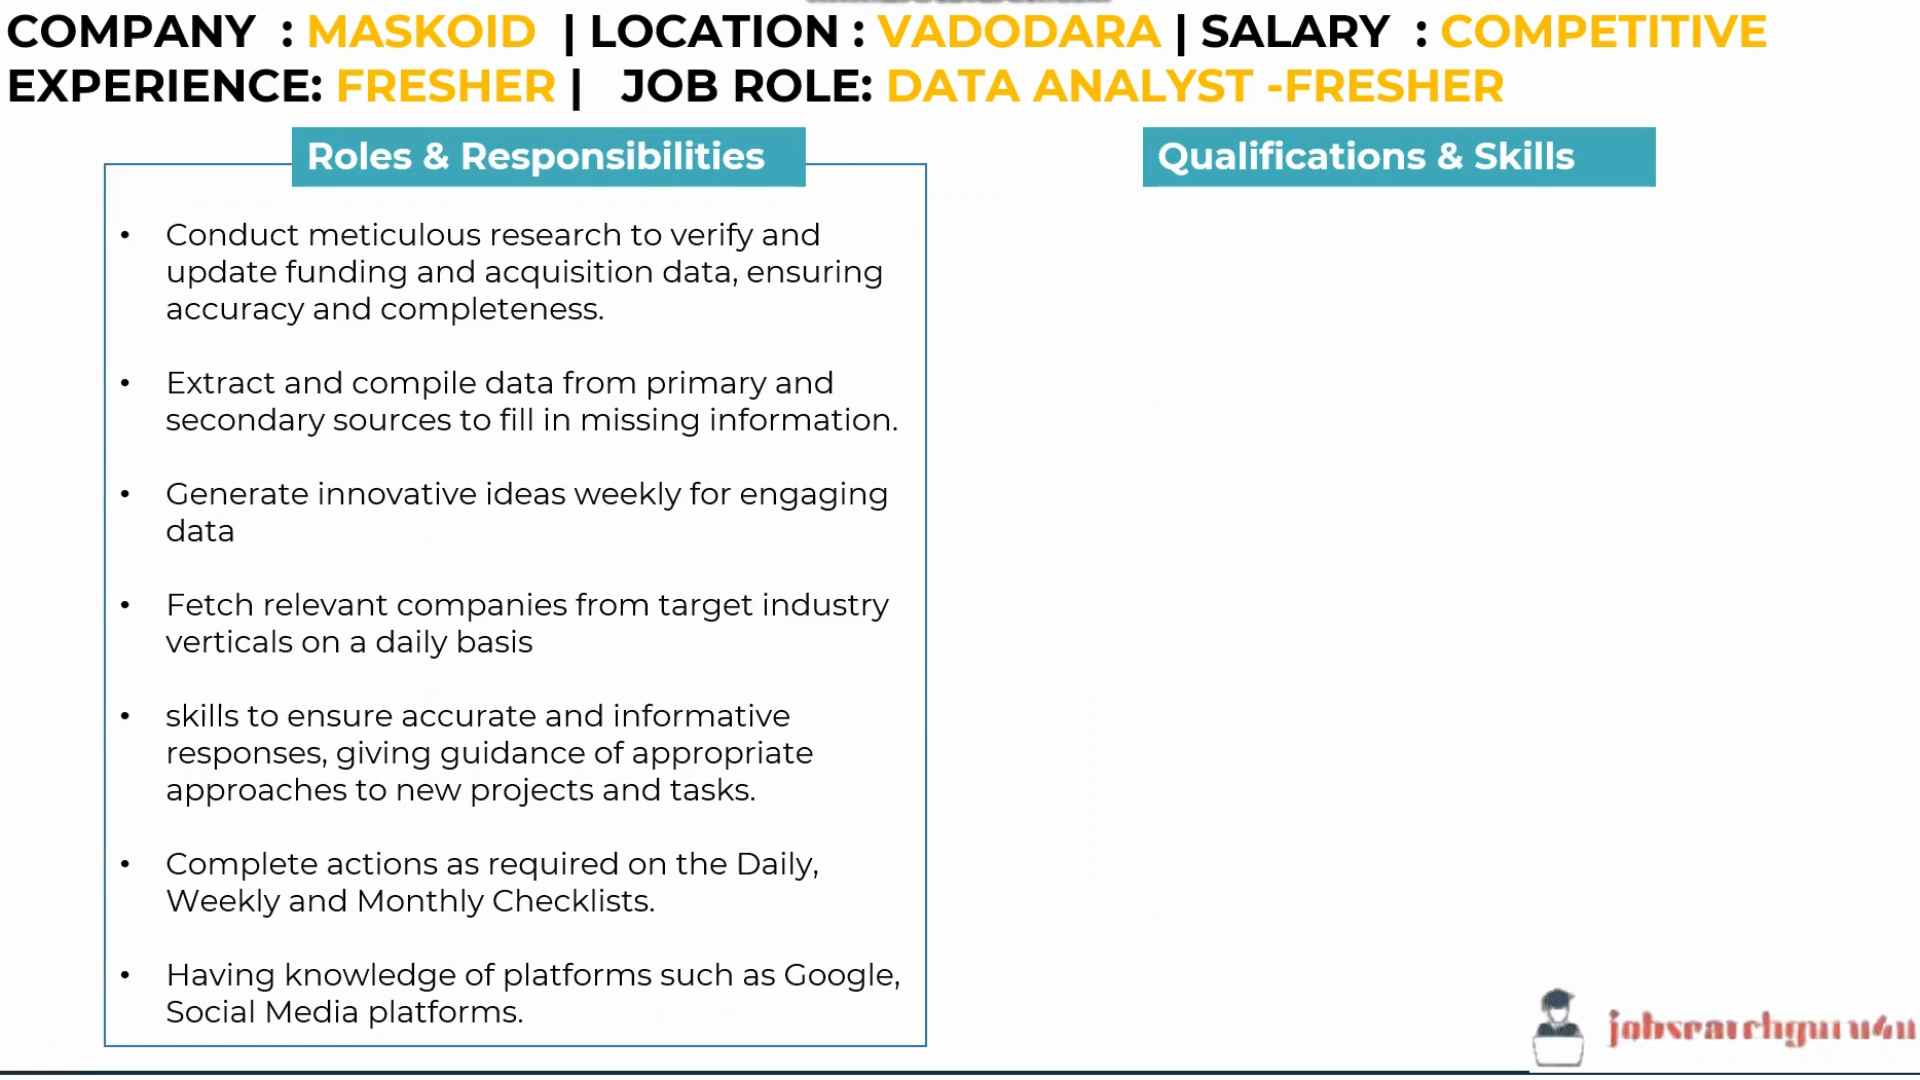 COMPANY : MASKOID | LOCATION : VADODARA | SALARY : COMPETITIVE
EXPERIENCE: FRESHER | JOB ROLE: DATA ANALYST -FRESHER
Roles & Responsibilities
• Conduct meticulous research to verify and
update funding and acquisition data, ensuring
accuracy and completeness.
• Extract and compile data from primary and
secondary sources to fill in missing information.
• Generate innovative ideas weekly for engaging
data
• Fetch relevant companies from target industry
verticals on a daily basis
• skills to ensure accurate and informative
responses, giving guidance of appropriate
approaches to new projects and tasks.
• Complete actions as required on the Daily,
Weekly and Monthly Checklists.
• Having knowledge of platforms such as Google,
Social Media platforms.
Qualifications & Skills
jobsearchguru4u